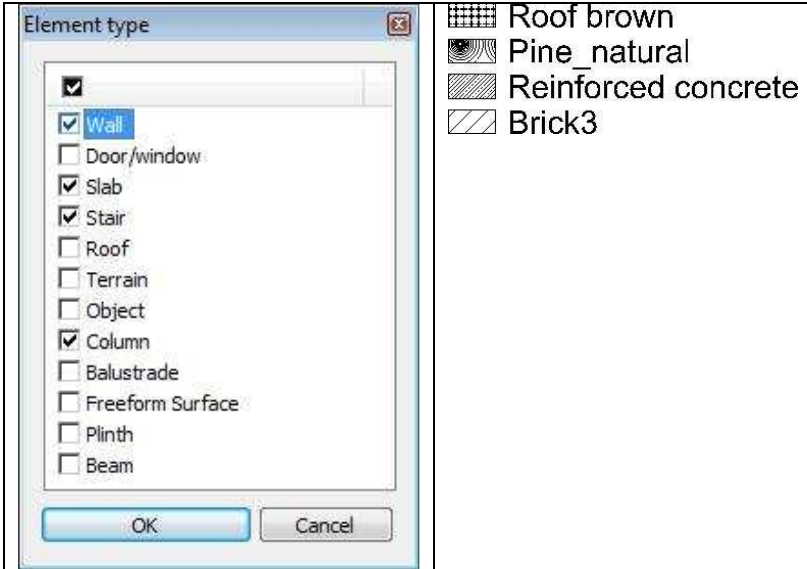 Element type
Wall
Door/window
Slab
Stair
Roof
Terrain
Object
Column
Balustrade
Freeform Surface
Plinth
Beam
OK
Cancel
Roof brown
Pine_natural
Reinforced concrete
Brick3